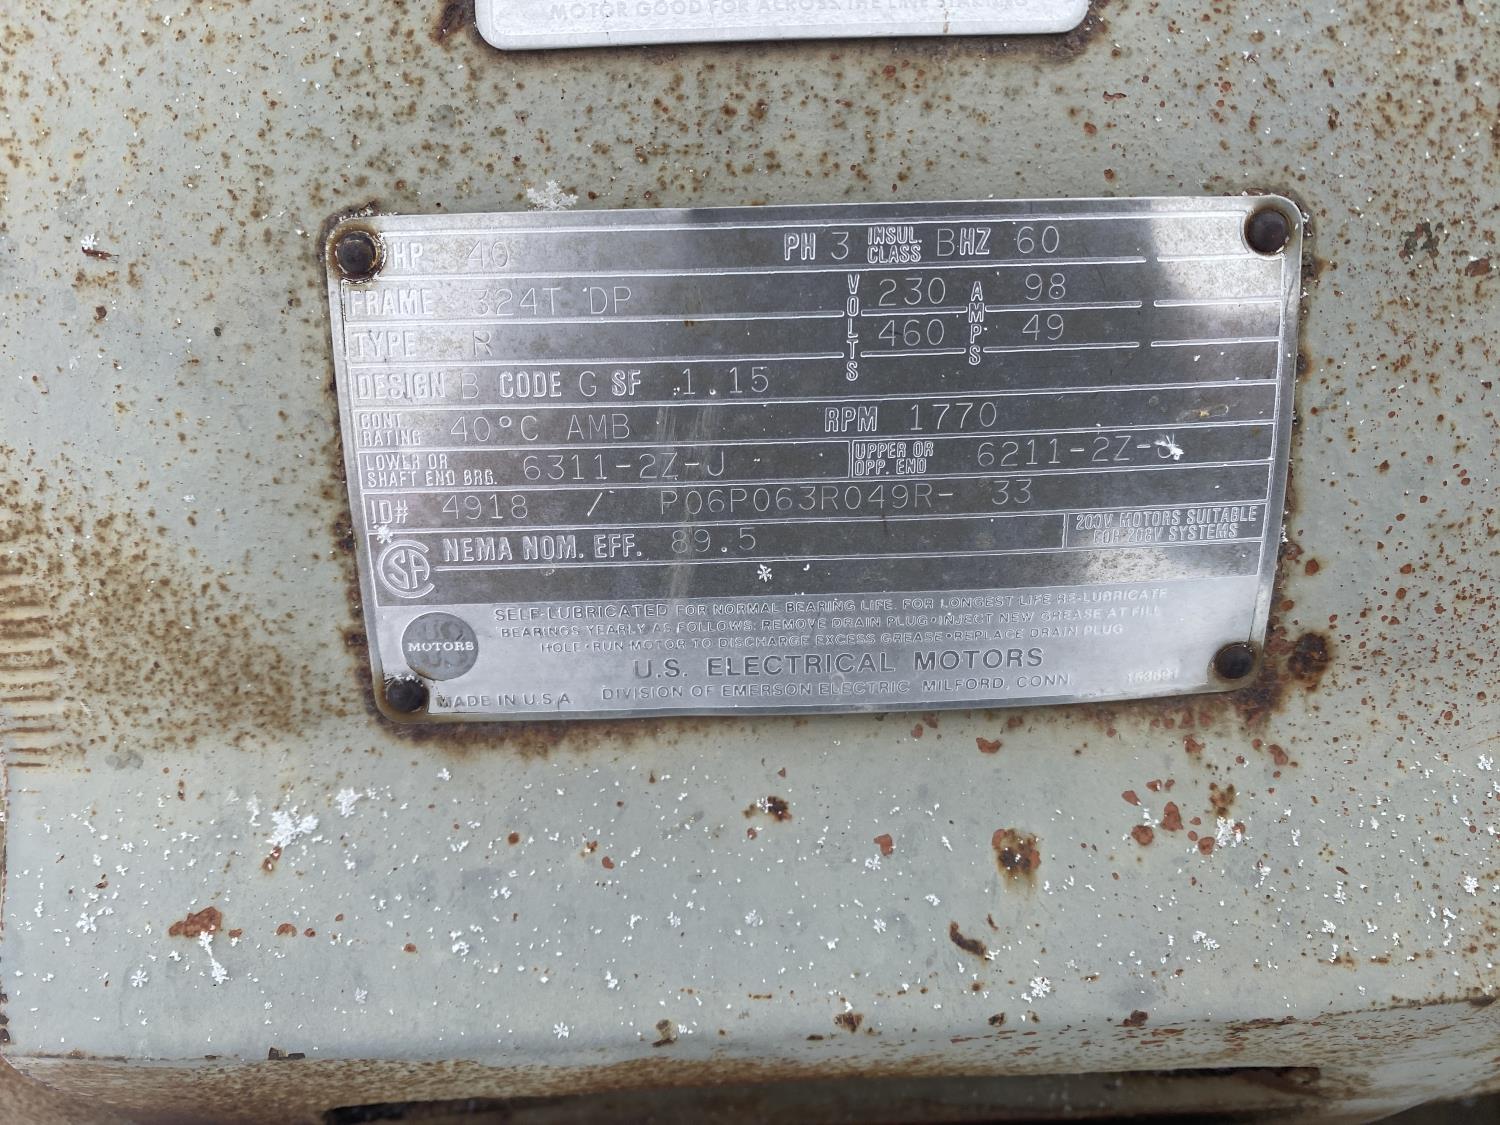 MOTOR GOOD FOR ACROSS THE LINE STARTING
HP 40 PH 3 INSUL. CLASS B HZ 60
FRAME 324T DP VOLTS 230 AMPS 98
TYPE R 460 49
DESIGN B CODE G SF 1.15
CONT. RATING 40°C AMB RPM 1770
LOWER OR SHAFT END BRG. 6311-2Z-J UPPER OR OPP. END 6211-2Z-J
ID# 4918 / P06P063R049R- 33
SA NEMA NOM. EFF. 89.5 200V MOTORS SUITABLE FOR 208V SYSTEMS
SELF-LUBRICATED FOR NORMAL BEARING LIFE. FOR LONGEST LIFE RE-LUBRICATE
BEARINGS YEARLY AS FOLLOWS: REMOVE DRAIN PLUG • INJECT NEW GREASE AT FILL
HOLE • RUN MOTOR TO DISCHARGE EXCESS GREASE • REPLACE DRAIN PLUG
U.S. MOTORS
U.S. ELECTRICAL MOTORS
MADE IN U.S.A. DIVISION OF EMERSON ELECTRIC MILFORD, CONN.